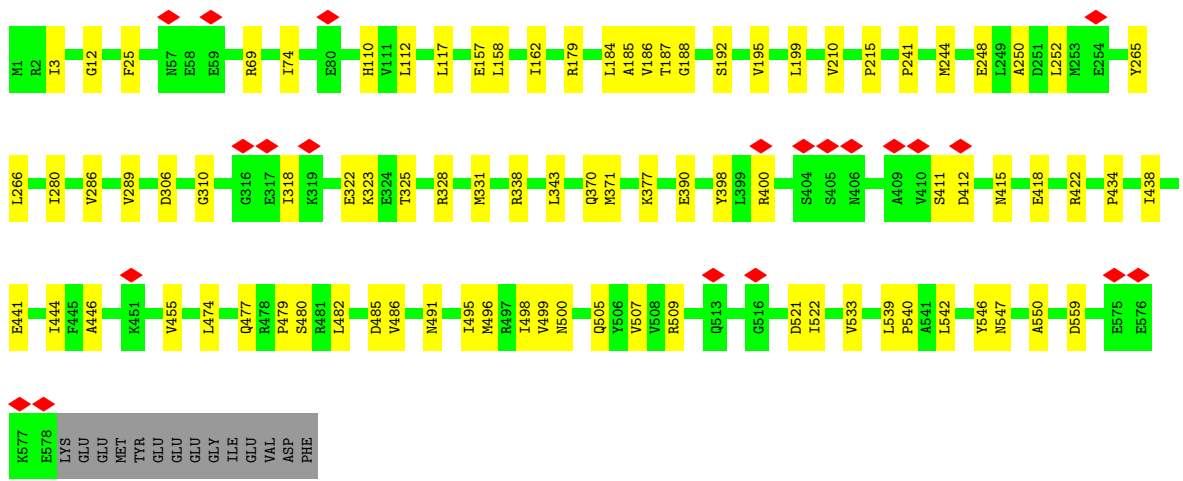 M1 R2 I3 G12 F25 N57 E58 E59 R69 I74 E80 H110 V111 L112 L117 E157 L158 I162 R179 L184 A185 V186 T187 G188 S192 V195 L199 V210 P215 P241 M244 E248 L249 A250 D251 L252 M253 E254 Y265
L266 I280 V286 V289 D306 G310 G316 E317 I318 K319 E322 K323 E324 T325 R328 M331 R338 L343 Q370 M371 K377 E390 Y398 L399 R400 S404 S405 N406 A409 V410 S411 D412 N415 E418 R422 P434 I438
E441 I444 F445 A446 K451 V455 L474 Q477 R478 P479 S480 R481 L482 D485 V486 N491 I495 M496 R497 I498 V499 N500 Q505 Y506 V507 V508 R509 Q513 G516 D521 I522 V533 L539 P540 A541 L542 Y546 N547 A550 D559 E575 E576
K577 E578 LYS GLU GLU MET TYR GLU GLU GLU GLY ILE GLU VAL ASP PHE